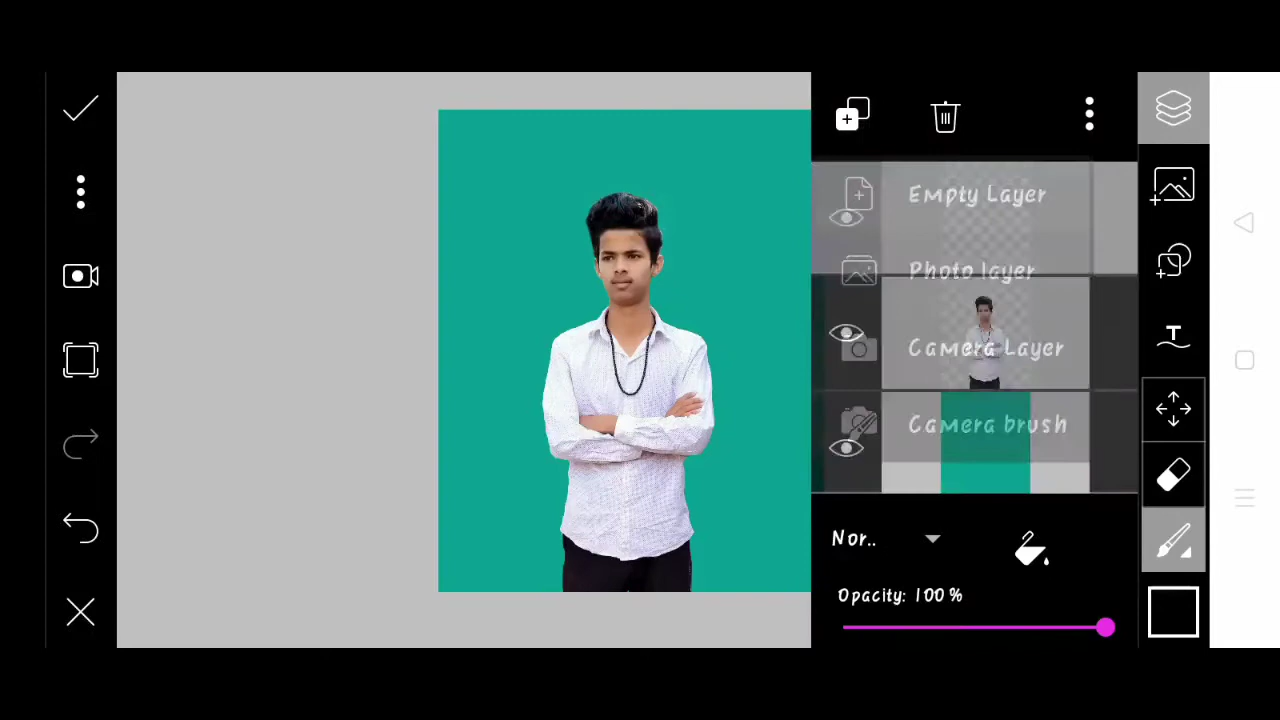 Empty Layer
Photo layer
Camera Layer
Camera brush
Nor..
Opacity: 100%
T